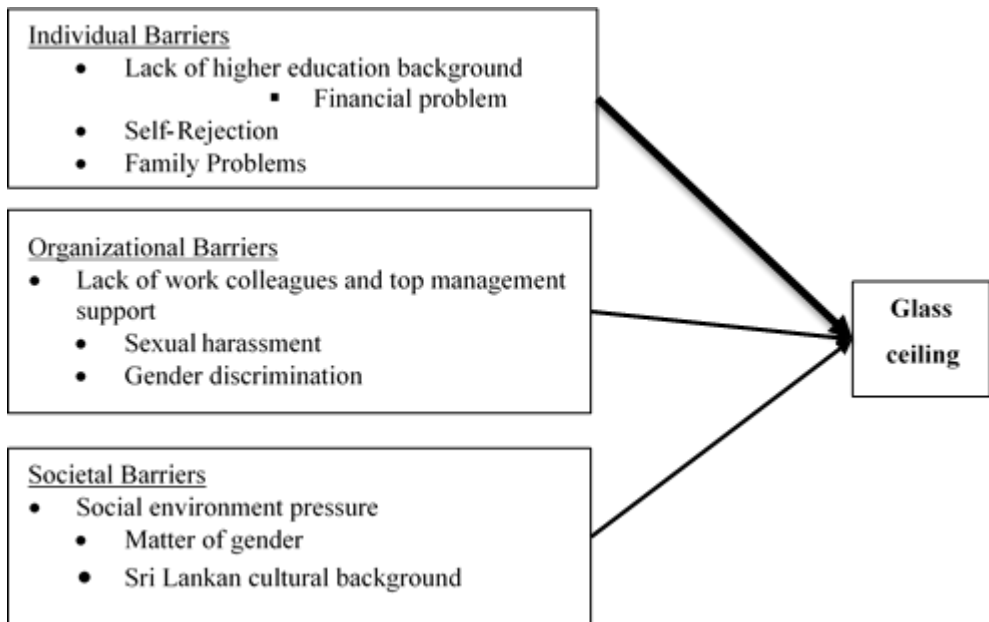 Individual Barriers
• Lack of higher education background
▪ Financial problem
• Self-Rejection
• Family Problems
Organizational Barriers
• Lack of work colleagues and top management
support
• Sexual harassment
• Gender discrimination
Societal Barriers
• Social environment pressure
• Matter of gender
• Sri Lankan cultural background
Glass
ceiling